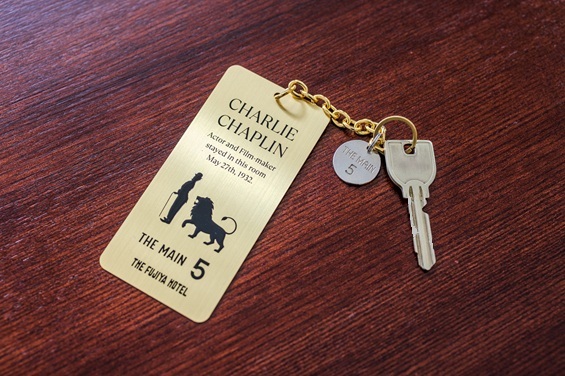 CHARLIE
CHAPLIN
Actor and Film-maker
stayed in this room
May 27th, 1932.
THE MAIN 5
THE FUJIYA HOTEL
THE MAIN
5